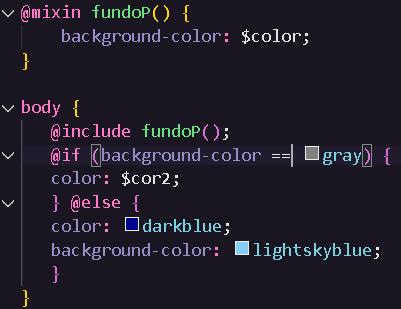 @mixin fundoP() {
background-color: $color;
}
body {
@include fundoP();
@if (background-color == gray) {
color: $cor2;
} @else {
color: darkblue;
background-color: lightskyblue;
}
}